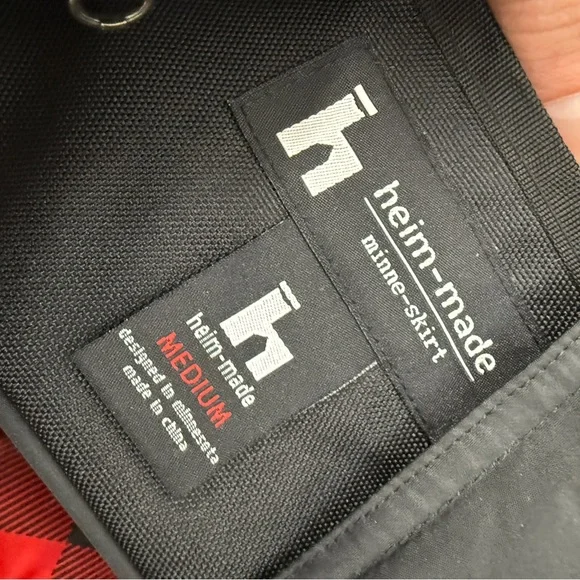 h
heim-made
minne-skirt
h
heim-made
MEDIUM
designed in minnesota
made in china